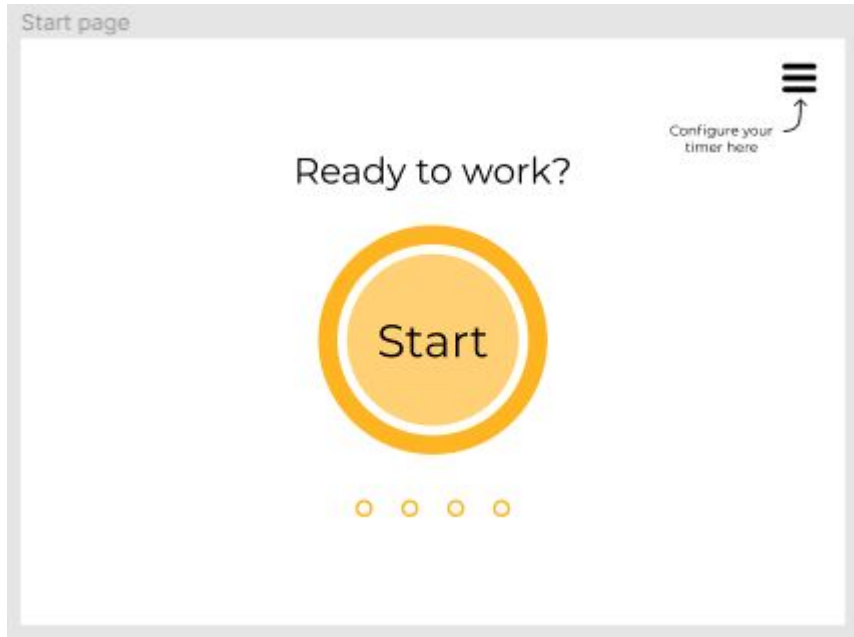 Start page
Configure your
timer here
Ready to work?
Start